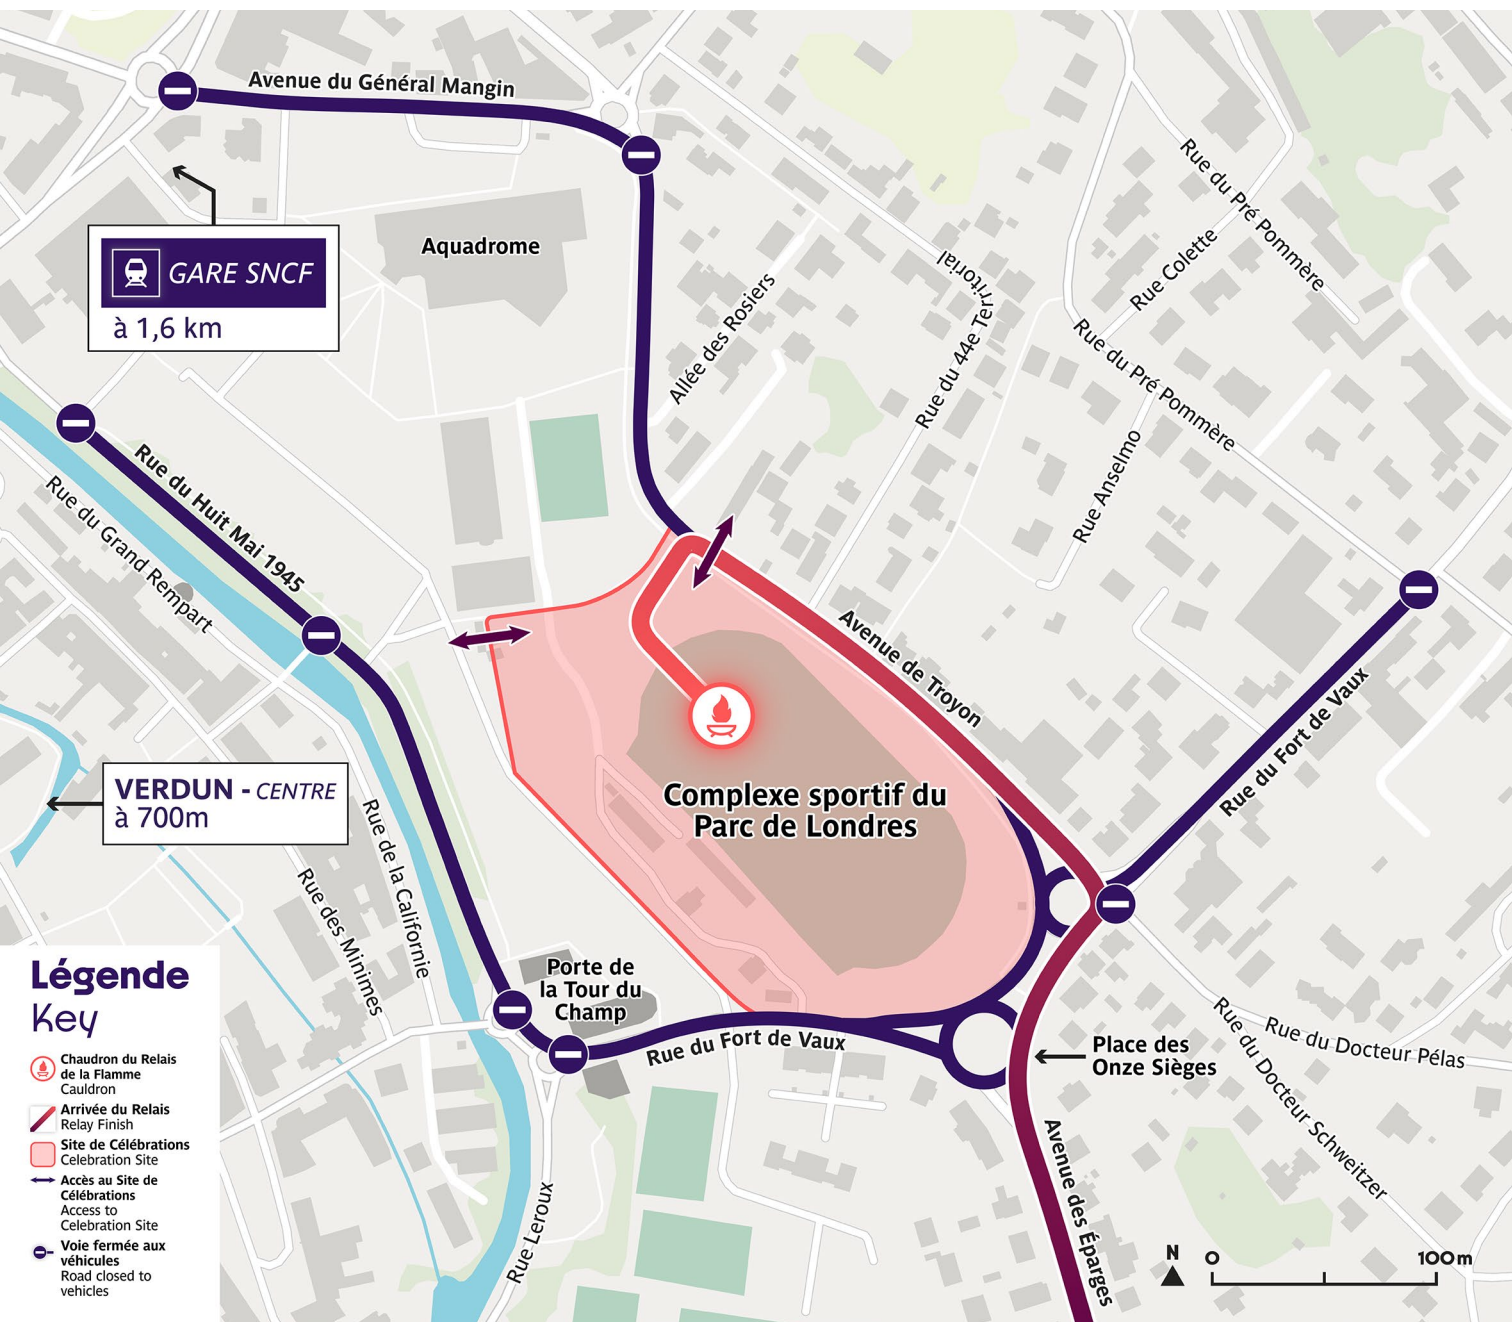 Avenue du Général Mangin
GARE SNCF
à 1,6 km
Aquadrome
Rue du Pré Pommère
Rue Colette
Rue du 44e Territorial
Allée des Rosiers
Rue du Pré Pommère
Rue Anselmo
Rue du Huit Mai 1945
Rue du Grand Rempart
Avenue de Troyon
Rue du Fort de Vaux
VERDUN - CENTRE
à 700m
Complexe sportif du
Parc de Londres
Rue de la Californie
Rue des Minimes
Porte de
la Tour du
Champ
Rue du Fort de Vaux
Place des
Onze Sièges
Rue du Docteur Pélas
Rue du Docteur Schweitzer
Avenue des Éparges
Rue Leroux
Légende
Key
Chaudron du Relais
de la Flamme
Cauldron
Arrivée du Relais
Relay Finish
Site de Célébrations
Celebration Site
Accès au Site de
Célébrations
Access to
Celebration Site
Voie fermée aux
véhicules
Road closed to
vehicles
N
0 100m